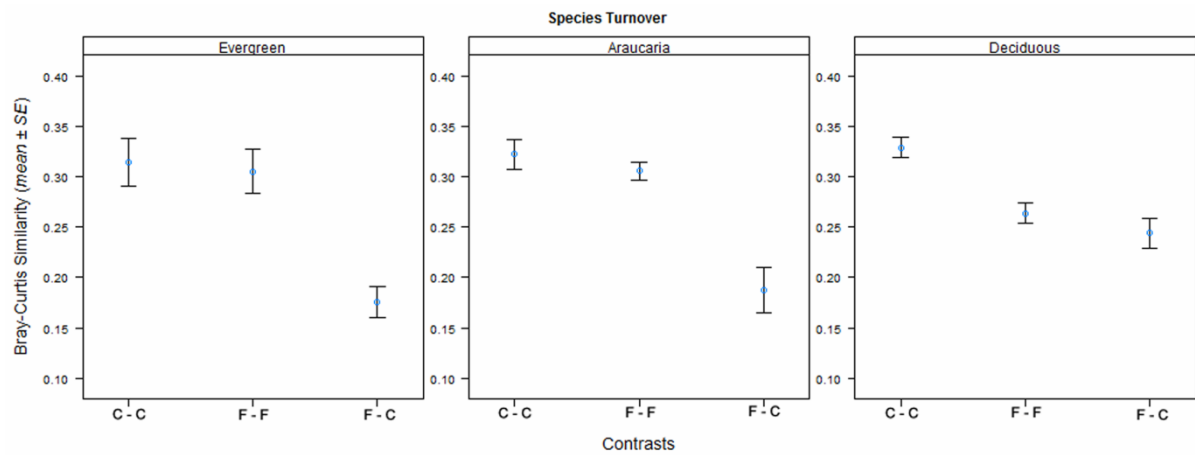 Species Turnover
Evergreen Araucaria Deciduous
Bray-Curtis Similarity (mean ± SE)
0.40 0.40 0.40
0.35 0.35 0.35
0.30 0.30 0.30
0.25 0.25 0.25
0.20 0.20 0.20
0.15 0.15 0.15
0.10 0.10 0.10
C - C F - F F - C C - C F - F F - C C - C F - F F - C
Contrasts